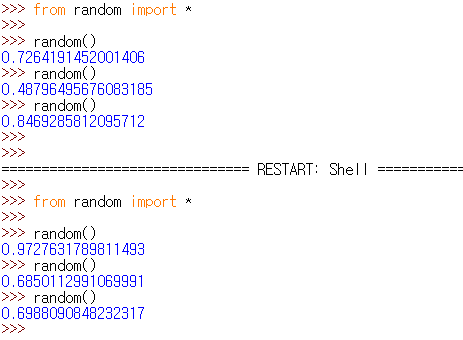 >>> from random import *
>>>
>>> random()
0.7264191452001406
>>> random()
0.48796495676083185
>>> random()
0.8469285812095712
>>>
>>>
=============================== RESTART: Shell ===========
>>>
>>> from random import *
>>>
>>> random()
0.9727631789811493
>>> random()
0.6850112991069991
>>> random()
0.6988090848232317
>>>